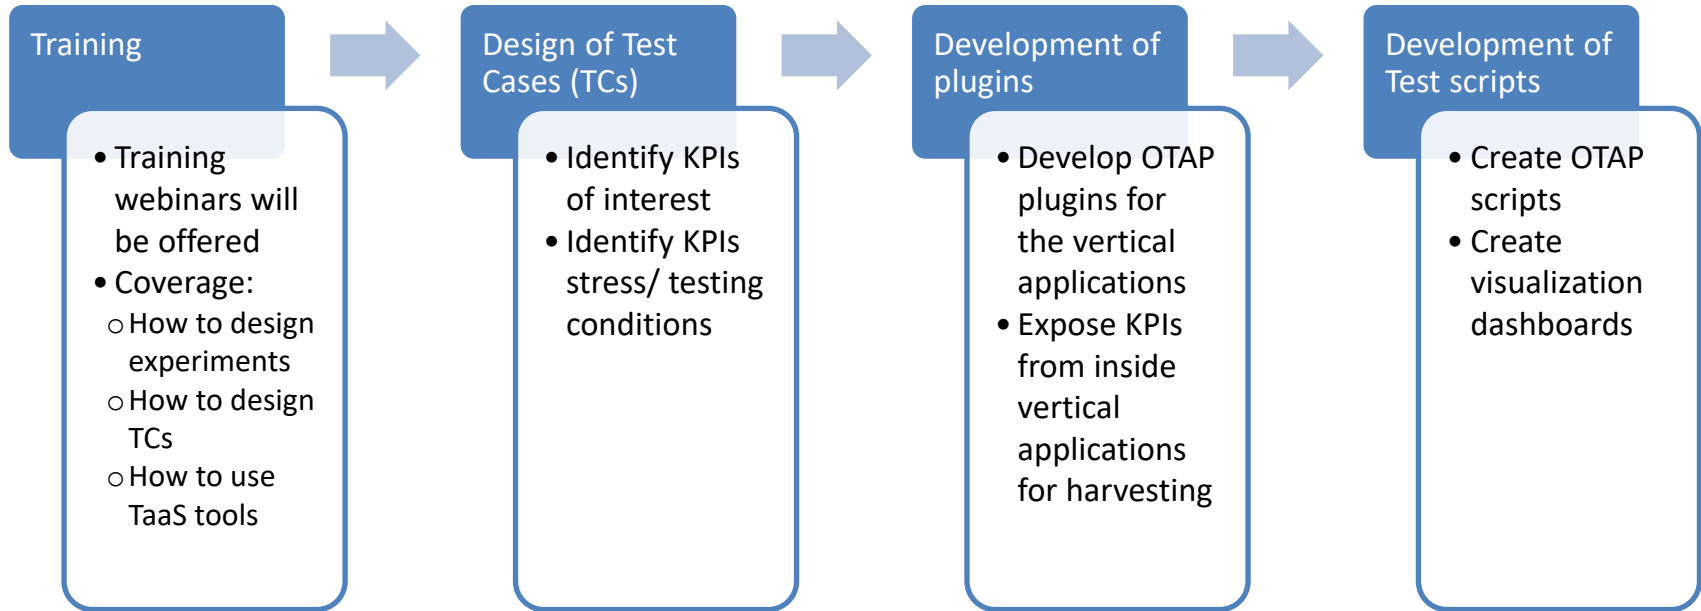 Training
• Training
webinars will
be offered
• Coverage:
o How to design
experiments
o How to design
TCs
o How to use
TaaS tools
Design of Test
Cases (TCs)
• Identify KPIs
of interest
• Identify KPIs
stress/ testing
conditions
Development of
plugins
• Develop OTAP
plugins for
the vertical
applications
• Expose KPIs
from inside
vertical
applications
for harvesting
Development of
Test scripts
• Create OTAP
scripts
• Create
visualization
dashboards